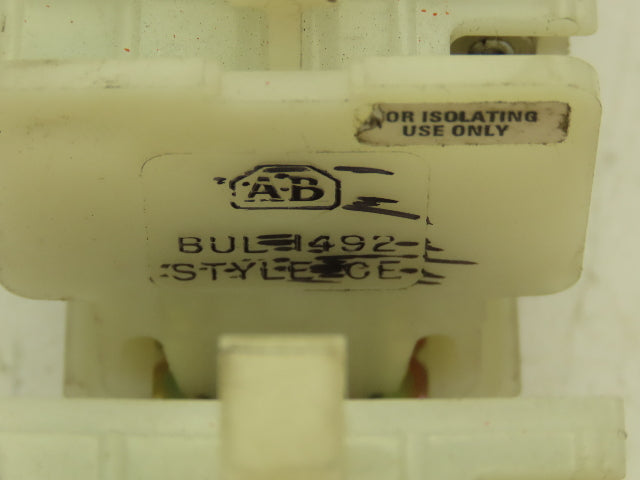 OR ISOLATING
USE ONLY
A-B
BUL 1492-
STYLE CE